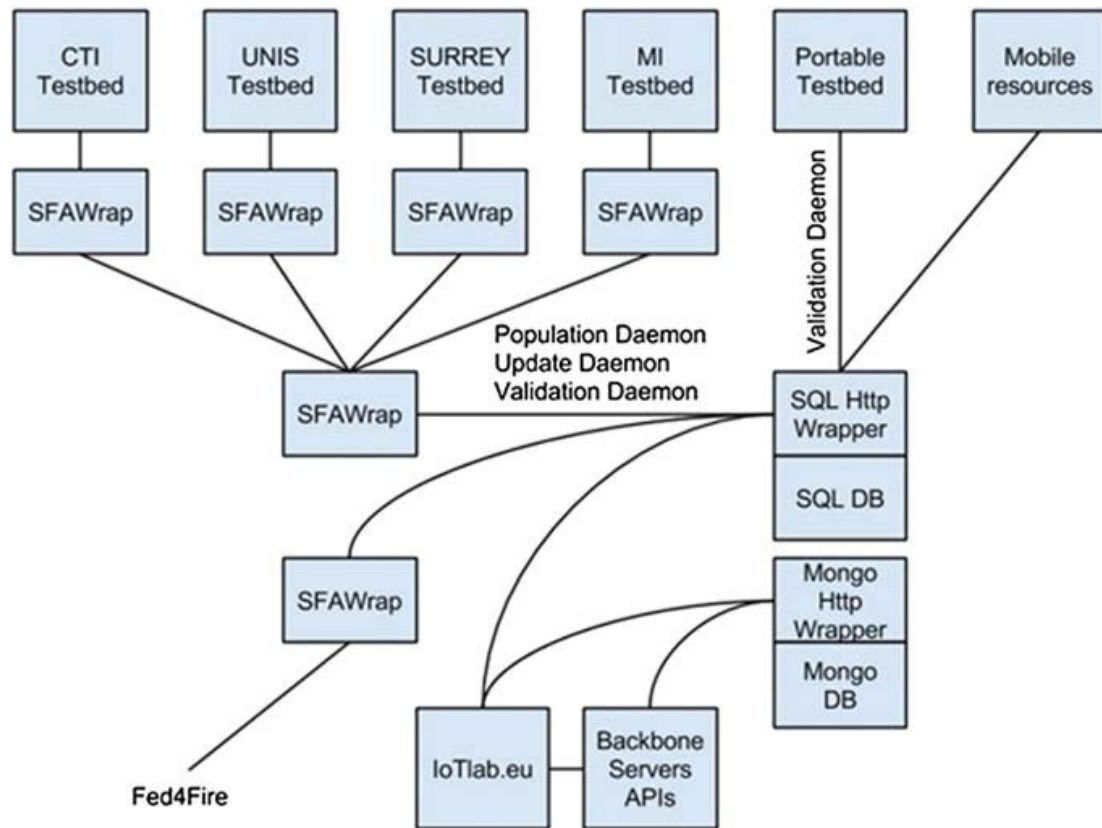 CTI
Testbed
UNIS
Testbed
SURREY
Testbed
MI
Testbed
Portable
Testbed
Mobile
resources
SFAWrap
SFAWrap
SFAWrap
SFAWrap
Validation Daemon
Population Daemon
Update Daemon
Validation Daemon
SFAWrap
SQL Http
Wrapper
SQL DB
SFAWrap
Mongo
Http
Wrapper
Mongo
DB
IoTlab.eu
Backbone
Servers
APIs
Fed4Fire